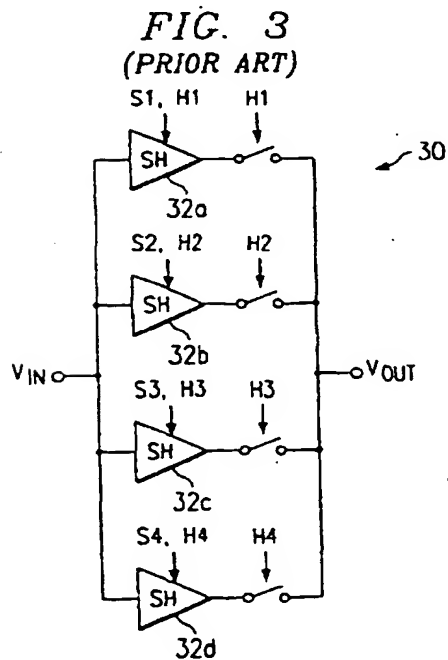 FIG. 3
(PRIOR ART)
S1, H1 H1
SH
32a
30
S2, H2 H2
SH
32b
VIN VOUT
S3, H3 H3
SH
32c
S4, H4 H4
SH
32d